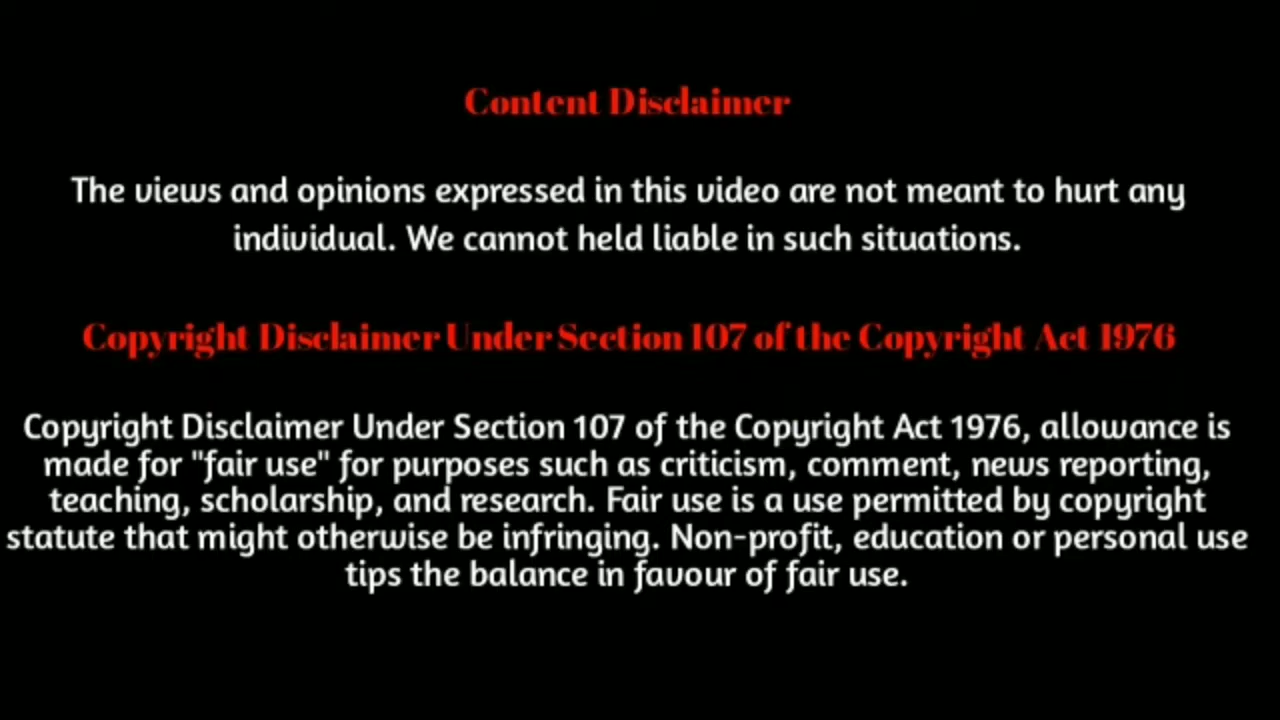 Content Disclaimer
The views and opinions expressed in this video are not meant to hurt any
individual. We cannot held liable in such situations.
Copyright Disclaimer Under Section 107 of the Copyright Act 1976
Copyright Disclaimer Under Section 107 of the Copyright Act 1976, allowance is
made for "fair use" for purposes such as criticism, comment, news reporting,
teaching, scholarship, and research. Fair use is a use permitted by copyright
statute that might otherwise be infringing. Non-profit, education or personal use
tips the balance in favour of fair use.